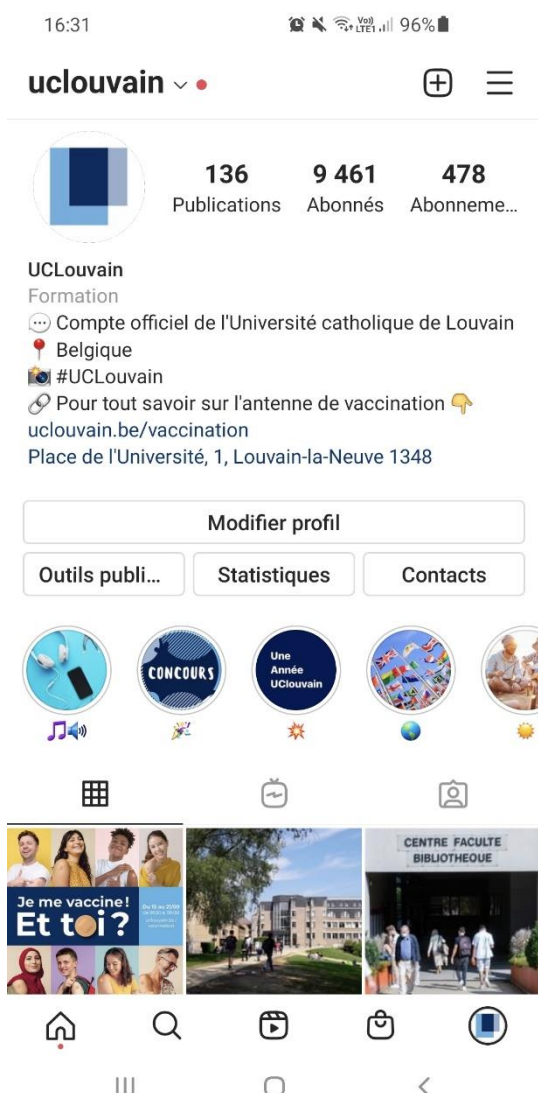 16:31
Vo)) LTE1 96%
uclouvain
136 9 461 478
Publications Abonnés Abonneme...
UCLouvain
Formation
Compte officiel de l'Université catholique de Louvain
Belgique
#UCLouvain
Pour tout savoir sur l'antenne de vaccination
uclouvain.be/vaccination
Place de l'Université, 1, Louvain-la-Neuve 1348
Modifier profil
Outils publi... Statistiques Contacts
CONCOURS
Une
Année
UCLouvain
CENTRE FACULTE
BIBLIOTHEQUE
Je me vaccine!
Et toi?